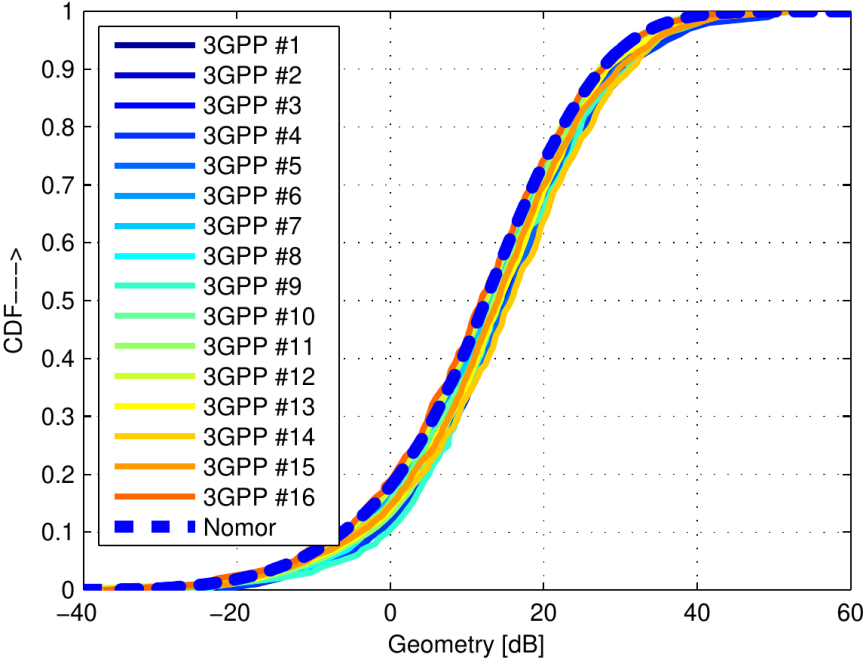 1
0.9
0.8
0.7
0.6
0.5
0.4
0.3
0.2
0.1
0
CDF--->
3GPP #1
3GPP #2
3GPP #3
3GPP #4
3GPP #5
3GPP #6
3GPP #7
3GPP #8
3GPP #9
3GPP #10
3GPP #11
3GPP #12
3GPP #13
3GPP #14
3GPP #15
3GPP #16
Nomor
−40 −20 0 20 40 60
Geometry [dB]